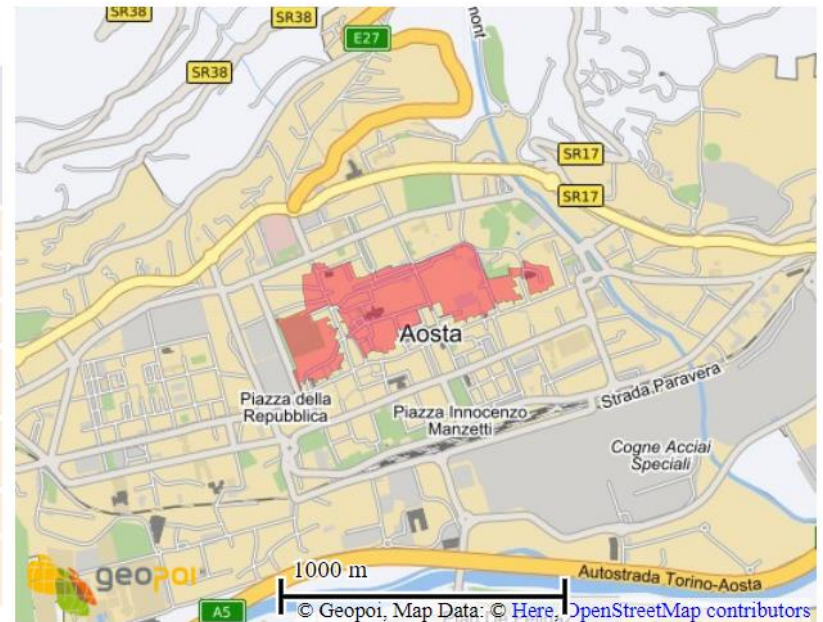 SR38
SR38
E27
SR38
SR17
SR17
Aosta
Piazza della
Repubblica
Piazza Innocenzo
Manzetti
Strada Paravera
Cogne Acciai
Speciali
geopoi
1000 m
Autostrada Torino-Aosta
A5
© Geopoi, Map Data: © Here, OpenStreetMap contributors